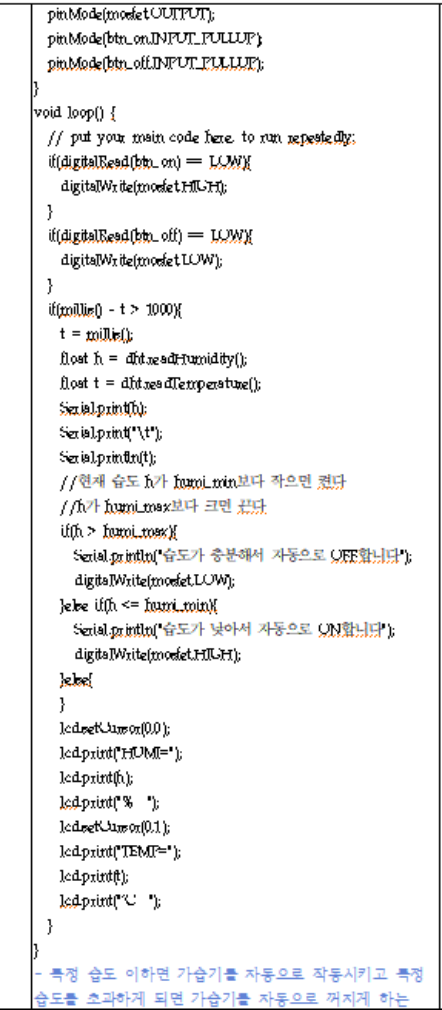 pinMode(mosfet,OUTPUT);
pinMode(btn_on,INPUT_PULLUP);
pinMode(btn_off,INPUT_PULLUP);
}
void loop() {
// put your main code here, to run repeatedly:
if(digitalRead(btn_on) == LOW){
digitalWrite(mosfet,HIGH);
}
if(digitalRead(btn_off) == LOW){
digitalWrite(mosfet,LOW);
}
if(millis() - t > 1000){
t = millis();
float h = dht.readHumidity();
float t = dht.readTemperature();
Serial.print(h);
Serial.print("\t");
Serial.println(t);
//현재 습도 h가 humi_min보다 작으면 켠다
//h가 humi_max보다 크면 끈다
if(h > humi_max){
Serial.println("습도가 충분해서 자동으로 OFF합니다");
digitalWrite(mosfet,LOW);
}else if(h <= humi_min){
Serial.println("습도가 낮아서 자동으로 ON합니다");
digitalWrite(mosfet,HIGH);
}else{
}
lcd.setCursor(0,0);
lcd.print("HUMI=");
lcd.print(h);
lcd.print("%  ");
lcd.setCursor(0,1);
lcd.print("TEMP=");
lcd.print(t);
lcd.print("'C  ");
}
}
- 특정 습도 이하면 가습기를 자동으로 작동시키고 특정
습도를 초과하게 되면 가습기를 자동으로 꺼지게 하는